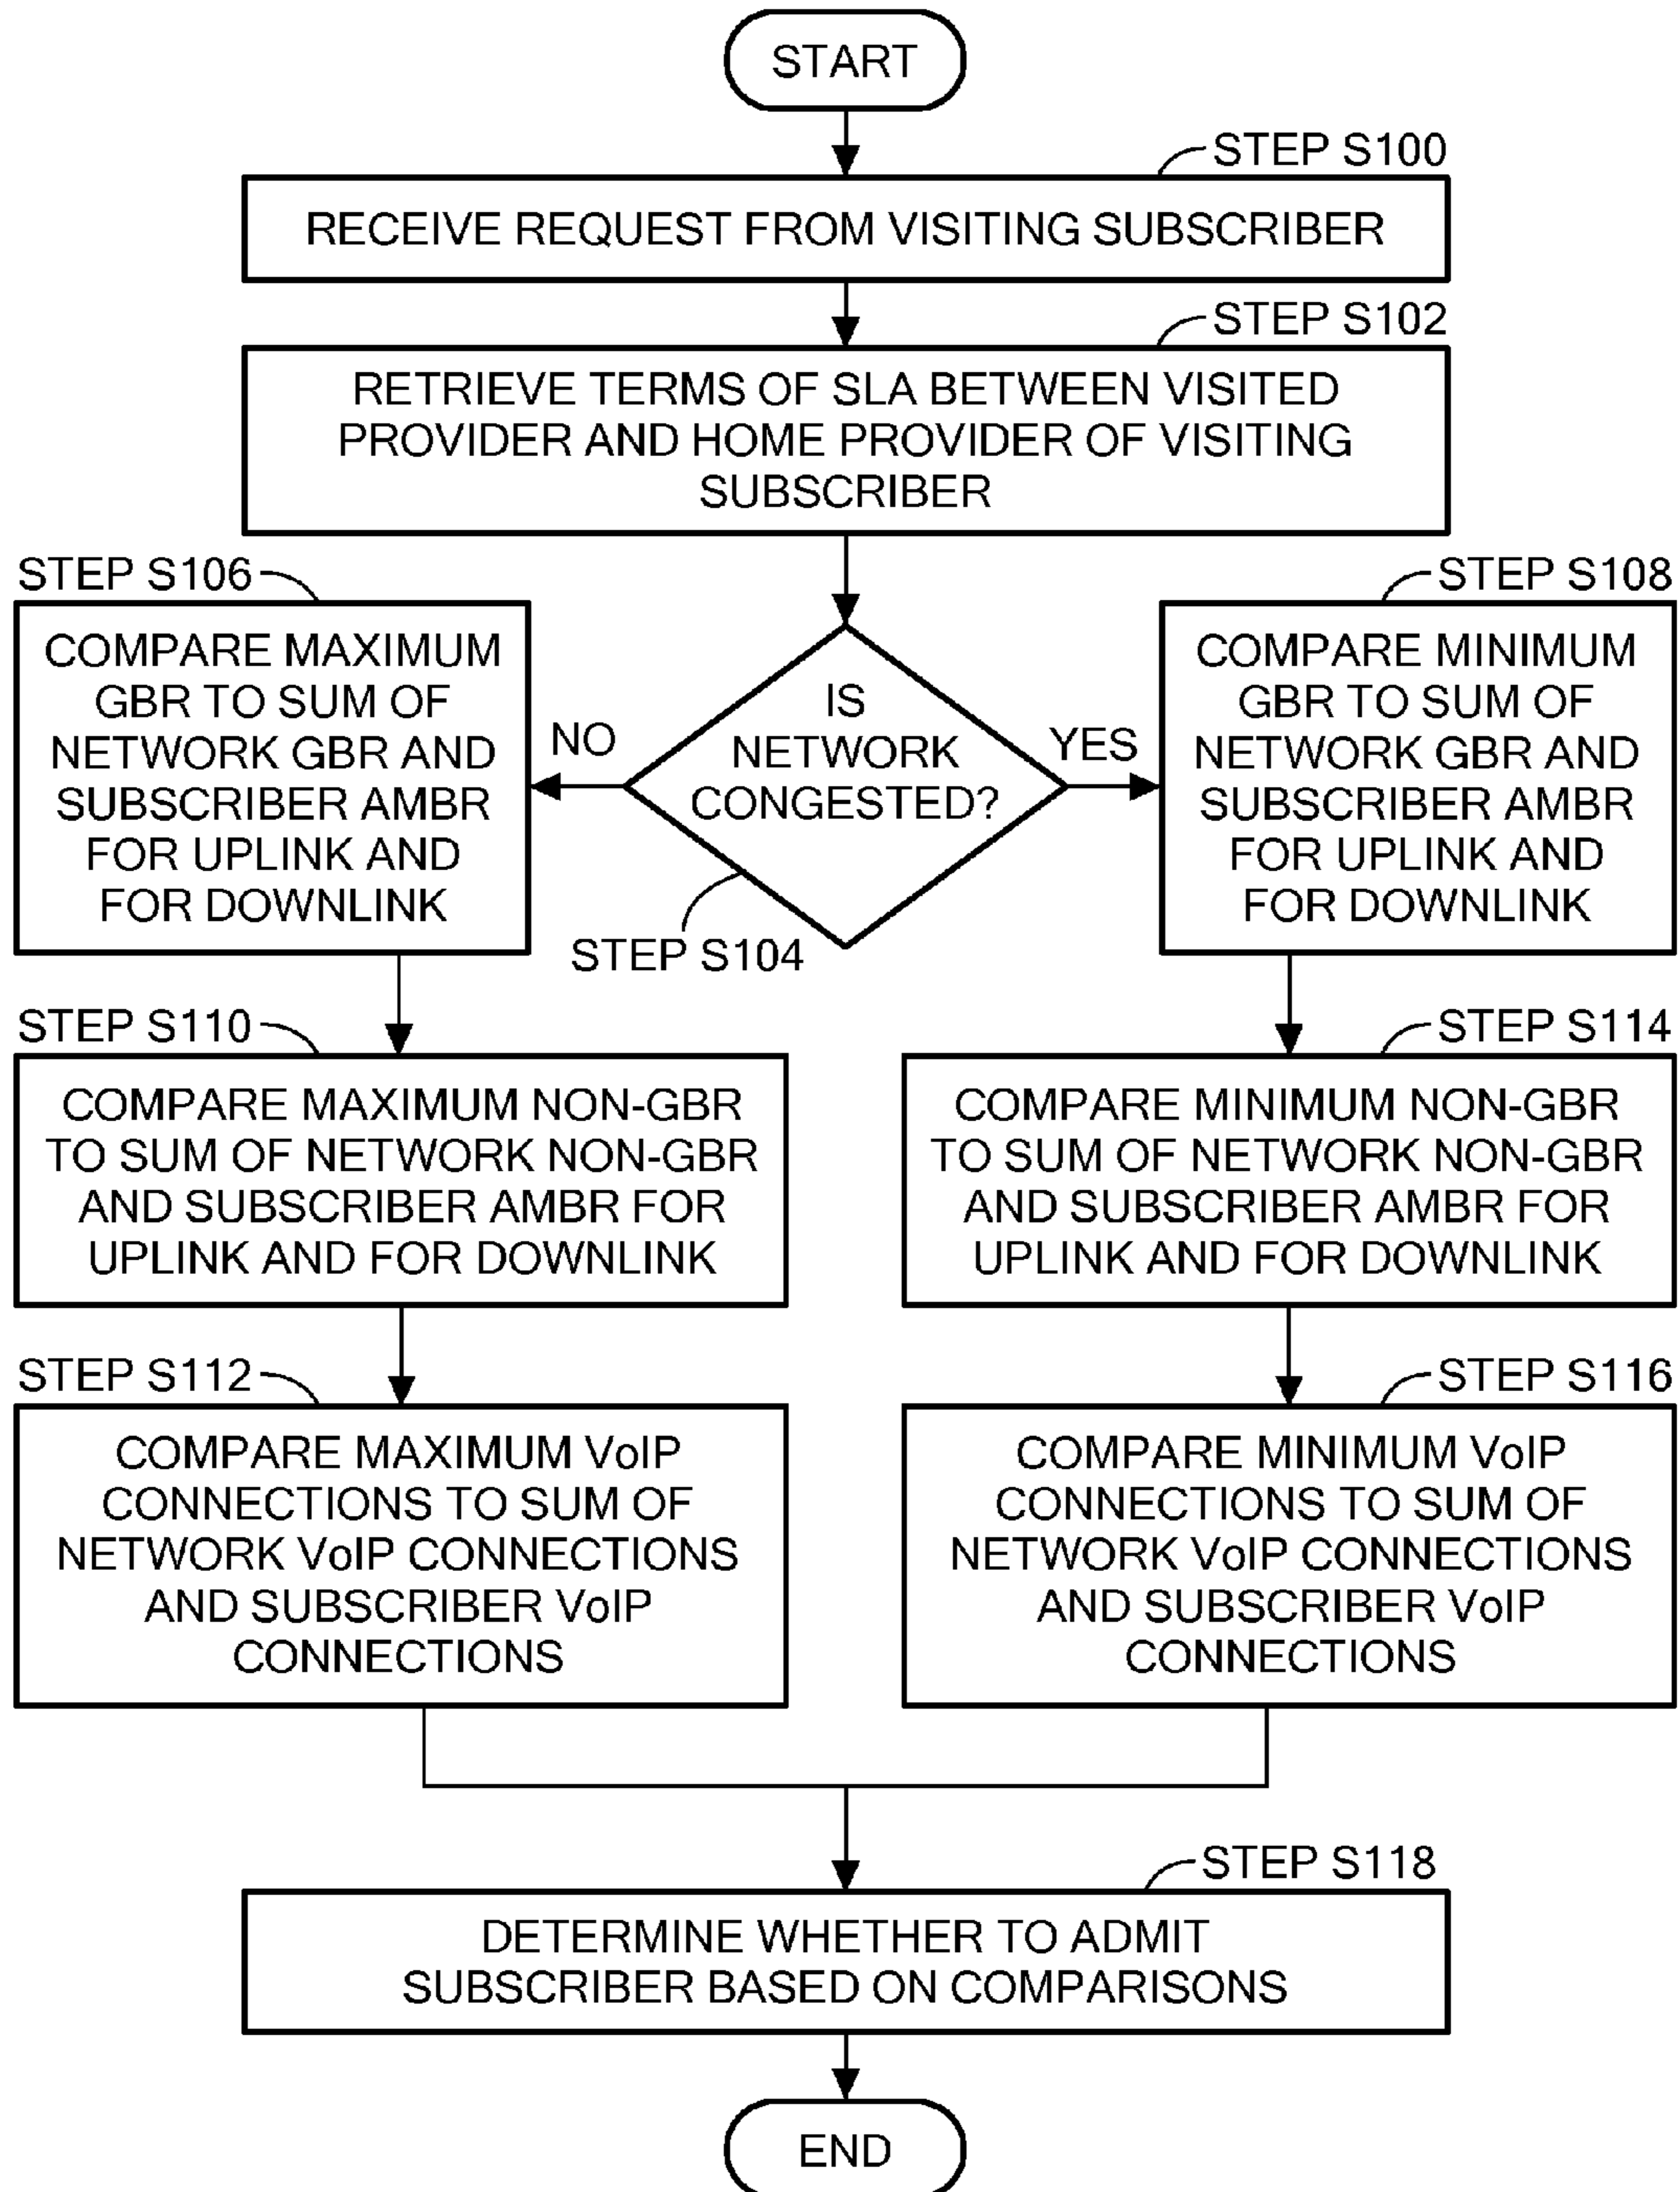 START
STEP S100
RECEIVE REQUEST FROM VISITING SUBSCRIBER
STEP S102
RETRIEVE TERMS OF SLA BETWEEN VISITED
PROVIDER AND HOME PROVIDER OF VISITING
SUBSCRIBER
IS
NETWORK
CONGESTED?
STEP S104
NO
YES
STEP S106
COMPARE MAXIMUM
GBR TO SUM OF
NETWORK GBR AND
SUBSCRIBER AMBR
FOR UPLINK AND
FOR DOWNLINK
STEP S108
COMPARE MINIMUM
GBR TO SUM OF
NETWORK GBR AND
SUBSCRIBER AMBR
FOR UPLINK AND
FOR DOWNLINK
STEP S110
COMPARE MAXIMUM NON-GBR
TO SUM OF NETWORK NON-GBR
AND SUBSCRIBER AMBR FOR
UPLINK AND FOR DOWNLINK
STEP S114
COMPARE MINIMUM NON-GBR
TO SUM OF NETWORK NON-GBR
AND SUBSCRIBER AMBR FOR
UPLINK AND FOR DOWNLINK
STEP S112
COMPARE MAXIMUM VoIP
CONNECTIONS TO SUM OF
NETWORK VoIP CONNECTIONS
AND SUBSCRIBER VoIP
CONNECTIONS
STEP S116
COMPARE MINIMUM VoIP
CONNECTIONS TO SUM OF
NETWORK VoIP CONNECTIONS
AND SUBSCRIBER VoIP
CONNECTIONS
STEP S118
DETERMINE WHETHER TO ADMIT
SUBSCRIBER BASED ON COMPARISONS
END